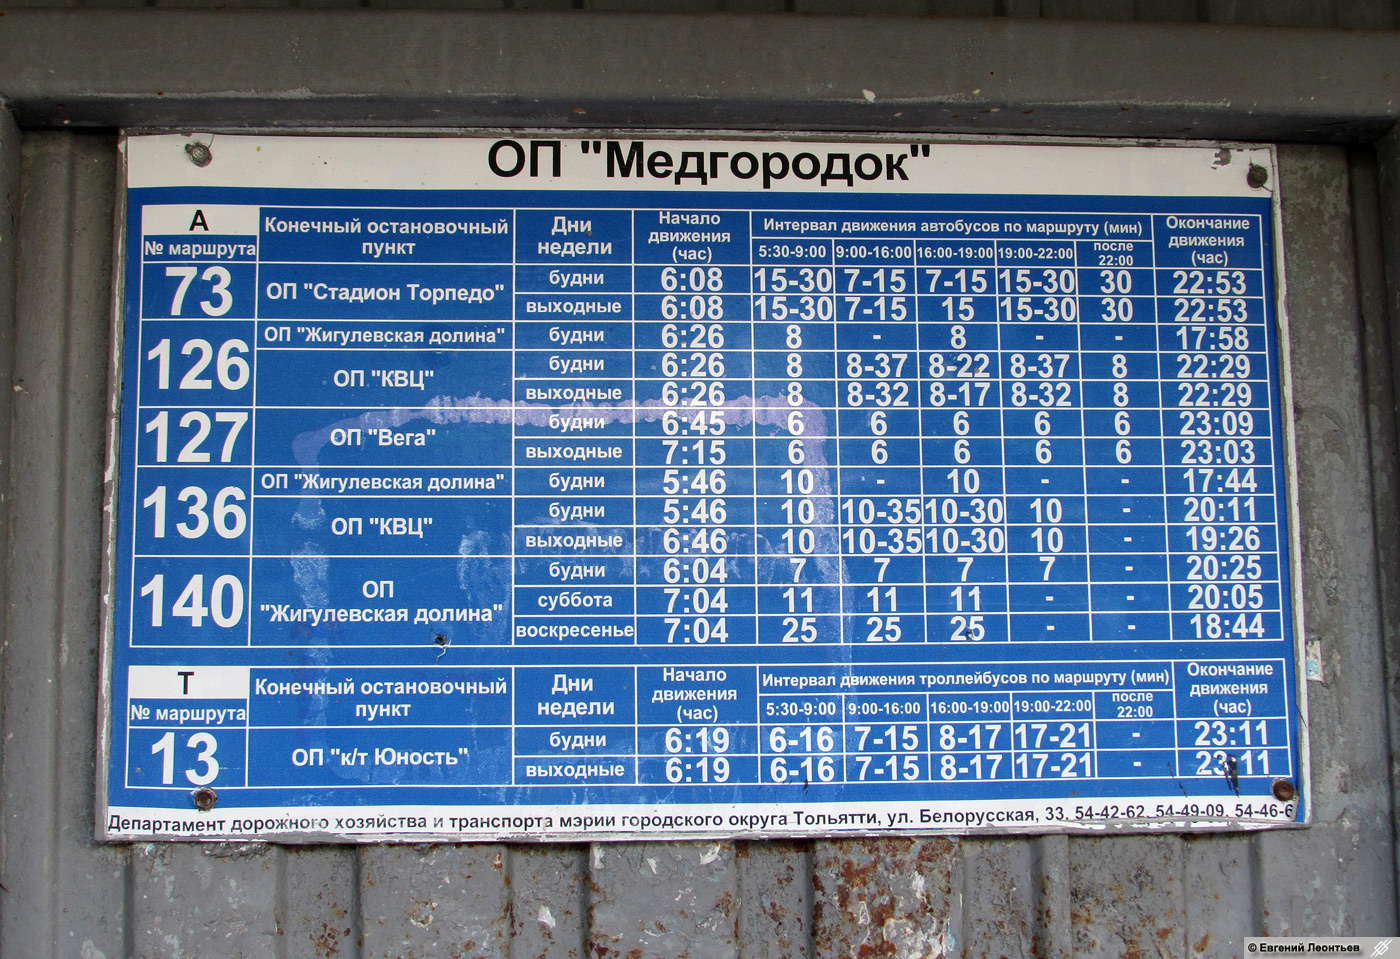 ОП "Медгородок"
А
№ маршрута
Конечный остановочный
пункт
Дни
недели
Начало
движения
(час)
Интервал движения автобусов по маршруту (мин)
5:30-9:00 9:00-16:00 16:00-19:00 19:00-22:00 после
22:00
Окончание
движения
(час)
73 ОП "Стадион Торпедо" будни 6:08 15-30 7-15 7-15 15-30 30 22:53
выходные 6:08 15-30 7-15 15 15-30 30 22:53
126 ОП "Жигулевская долина" будни 6:26 8 - 8 - - 17:58
ОП "КВЦ" будни 6:26 8 8-37 8-22 8-37 8 22:29
выходные 6:26 8 8-32 8-17 8-32 8 22:29
127 ОП "Вега" будни 6:45 6 6 6 6 6 23:09
выходные 7:15 6 6 6 6 6 23:03
136 ОП "Жигулевская долина" будни 5:46 10 - 10 - - 17:44
ОП "КВЦ" будни 5:46 10 10-35 10-30 10 - 20:11
выходные 6:46 10 10-35 10-30 10 - 19:26
140 ОП
"Жигулевская долина" будни 6:04 7 7 7 7 - 20:25
суббота 7:04 11 11 11 - - 20:05
воскресенье 7:04 25 25 25 - - 18:44
Т
№ маршрута
Конечный остановочный
пункт
Дни
недели
Начало
движения
(час)
Интервал движения троллейбусов по маршруту (мин)
5:30-9:00 9:00-16:00 16:00-19:00 19:00-22:00 после
22:00
Окончание
движения
(час)
13 ОП "к/т Юность" будни 6:19 6-16 7-15 8-17 17-21 - 23:11
выходные 6:19 6-16 7-15 8-17 17-21 - 23:11
Департамент дорожного хозяйства и транспорта мэрии городского округа Тольятти, ул. Белорусская, 33, 54-42-62, 54-49-09, 54-46-6
© Евгений Леонтьев